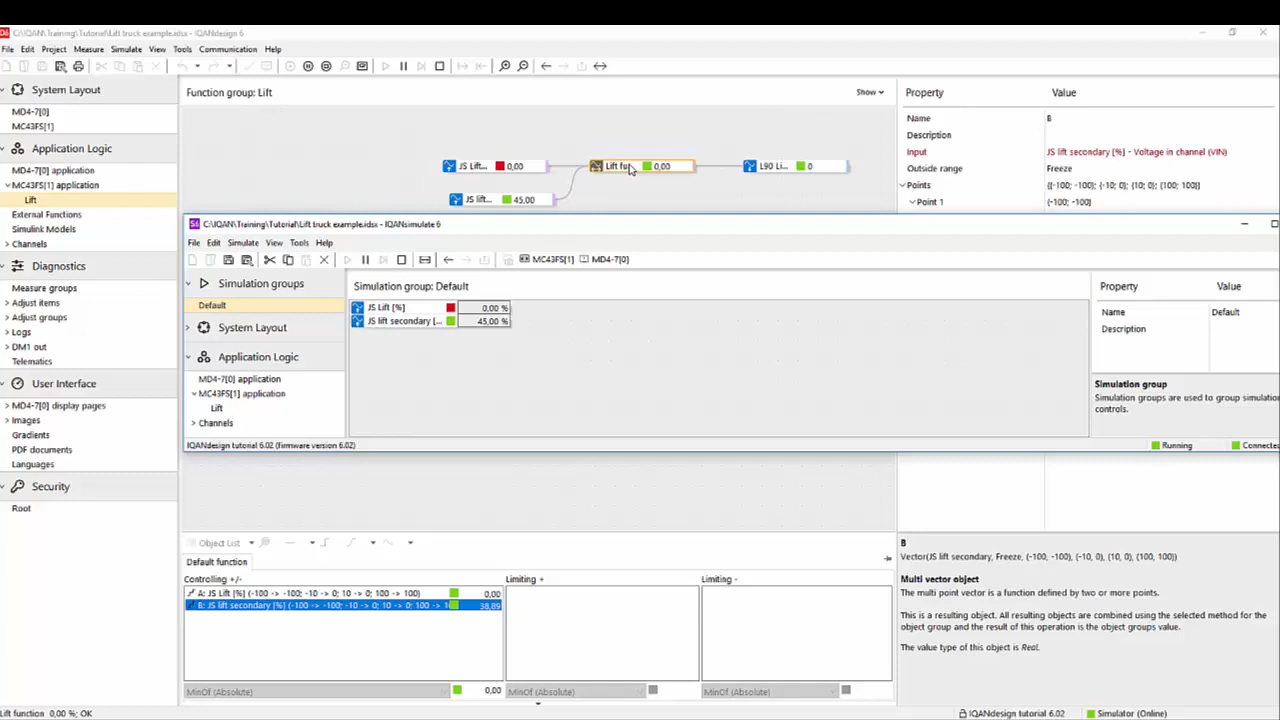 C:\IQAN\Training\Tutorial\Lift truck example.idsx - IQANdesign 6
File Edit Project Measure Simulate View Tools Communication Help
System Layout
MD4-7[0]
MC43FS[1]
Application Logic
MD4-7[0] application
MC43FS[1] application
Lift
External Functions
Simulink Models
Channels
Diagnostics
Measure groups
Adjust items
Adjust groups
Logs
DM1 out
Telematics
User Interface
MD4-7[0] display pages
Images
Gradients
PDF documents
Languages
Security
Root
Function group: Lift
Show
JS Lift... 0,00
Lift fu 0,00
L90 Li... 0
JS lift... 45,00
Property Value
Name B
Description
Input JS lift secondary [%] - Voltage in channel (VIN)
Outside range Freeze
Points {(-100; -100); (-10; 0); (10; 0); (100; 100)}
Point 1 (-100; -100)
C:\IQAN\Training\Tutorial\Lift truck example.idsx - IQANsimulate 6
File Edit Simulate View Tools Help
MC43FS[1] MD4-7[0]
Simulation groups
Default
System Layout
Application Logic
MD4-7[0] application
MC43FS[1] application
Lift
Channels
Simulation group: Default
JS Lift [%] 0,00 %
JS lift secondary [... 45,00 %
Property Value
Name Default
Description
Simulation group
Simulation groups are used to group simulation
controls.
IQANdesign tutorial 6.02 (firmware version 6.02)
Running Connected
Object List
Default function
Controlling +/- Limiting + Limiting -
A: JS Lift [%] (-100 -> -100; -10 -> 0; 10 -> 0; 100 -> 100) 0,00
B: JS lift secondary [%] (-100 -> -100; -10 -> 0; 10 -> 0; 100 -> 1 38,89
MinOf (Absolute) 0,00 MinOf (Absolute) MinOf (Absolute)
B
Vector(JS lift secondary, Freeze, (-100, -100), (-10, 0), (10, 0), (100, 100))
Multi vector object
The multi point vector is a function defined by two or more points.
This is a resulting object. All resulting objects are combined using the selected method for the
object group and the result of this operation is the object groups value.
The value type of this object is Real.
Lift function 0,00 %; OK
IQANdesign tutorial 6.02 Simulator (Online)